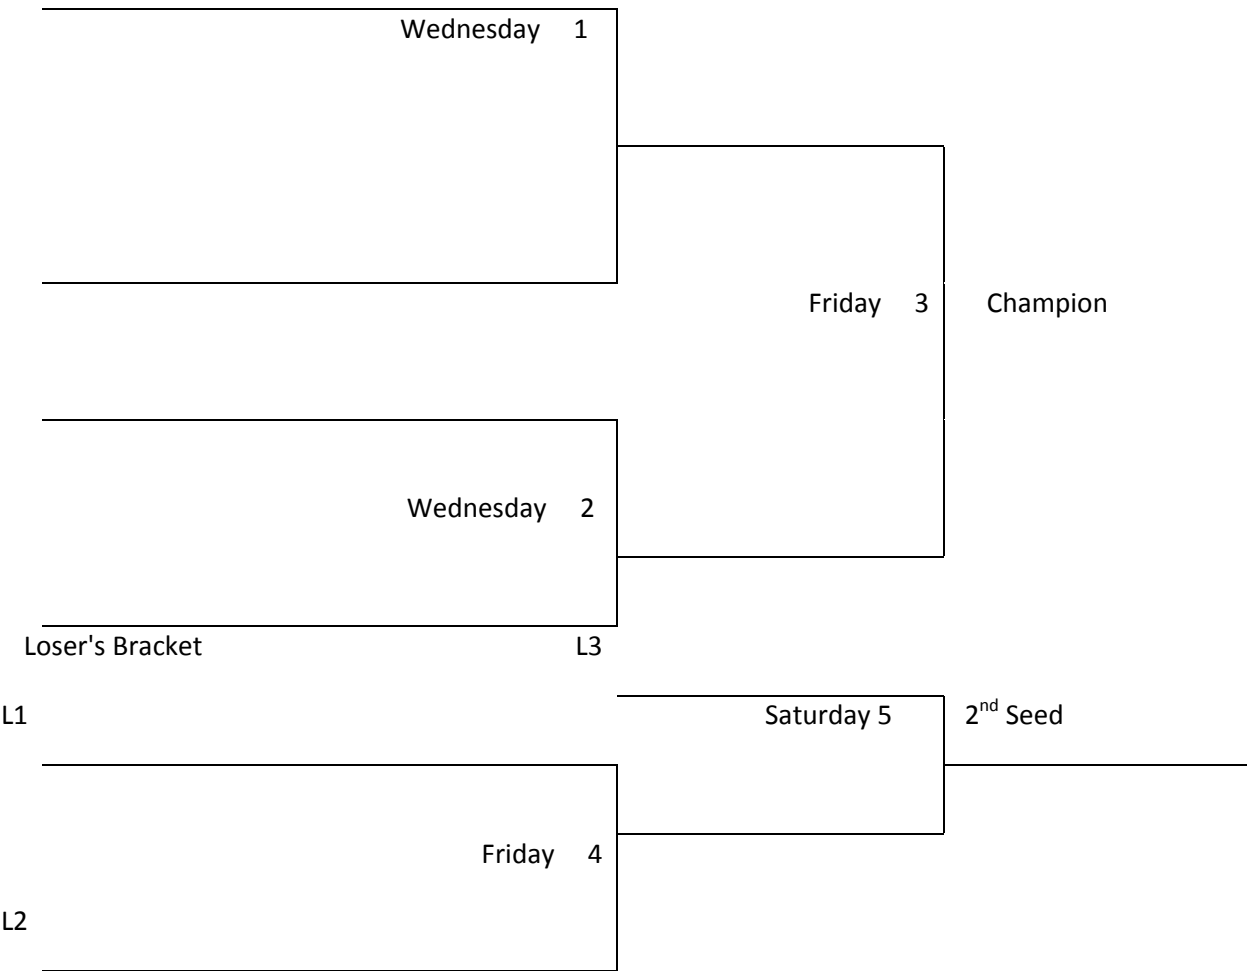 Wednesday 1
Friday 3 Champion
Wednesday 2
Loser's Bracket L3
L1 Saturday 5 2nd Seed
Friday 4
L2